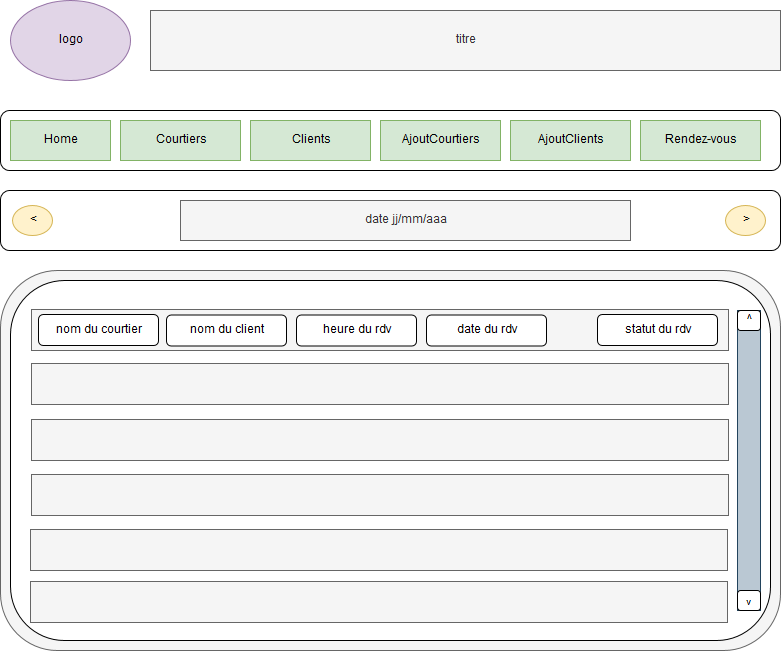 logo
titre
Home
Courtiers
Clients
AjoutCourtiers
AjoutClients
Rendez-vous
<
date jj/mm/aaa
>
nom du courtier
nom du client
heure du rdv
date du rdv
statut du rdv
^
v